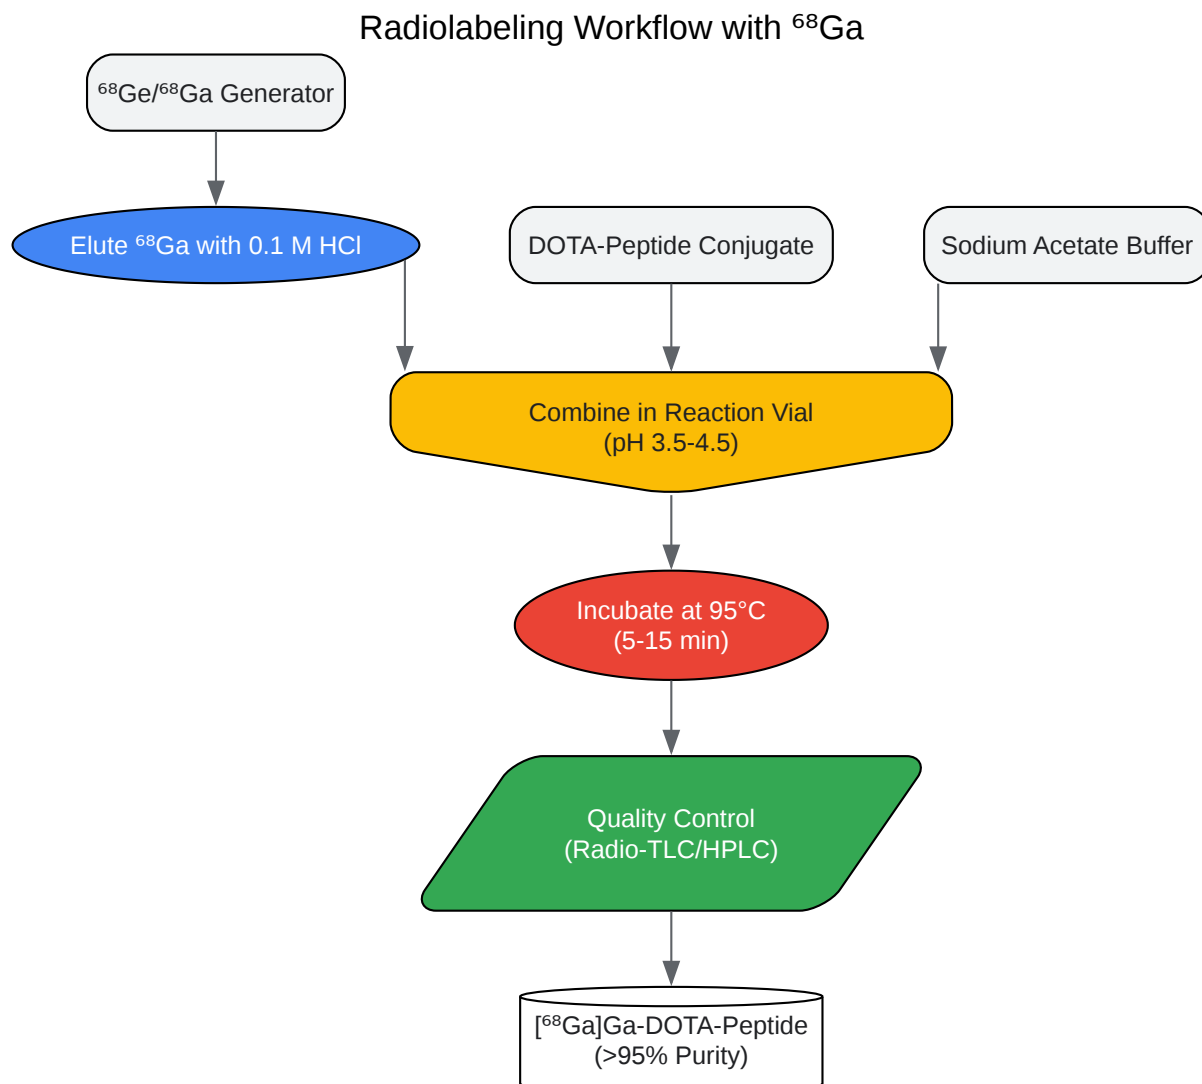 Radiolabeling Workflow with ⁶⁸Ga
⁶⁸Ge/⁶⁸Ga Generator
Elute ⁶⁸Ga with 0.1 M HCl
DOTA-Peptide Conjugate
Sodium Acetate Buffer
Combine in Reaction Vial
(pH 3.5-4.5)
Incubate at 95°C
(5-15 min)
Quality Control
(Radio-TLC/HPLC)
[⁶⁸Ga]Ga-DOTA-Peptide
(>95% Purity)